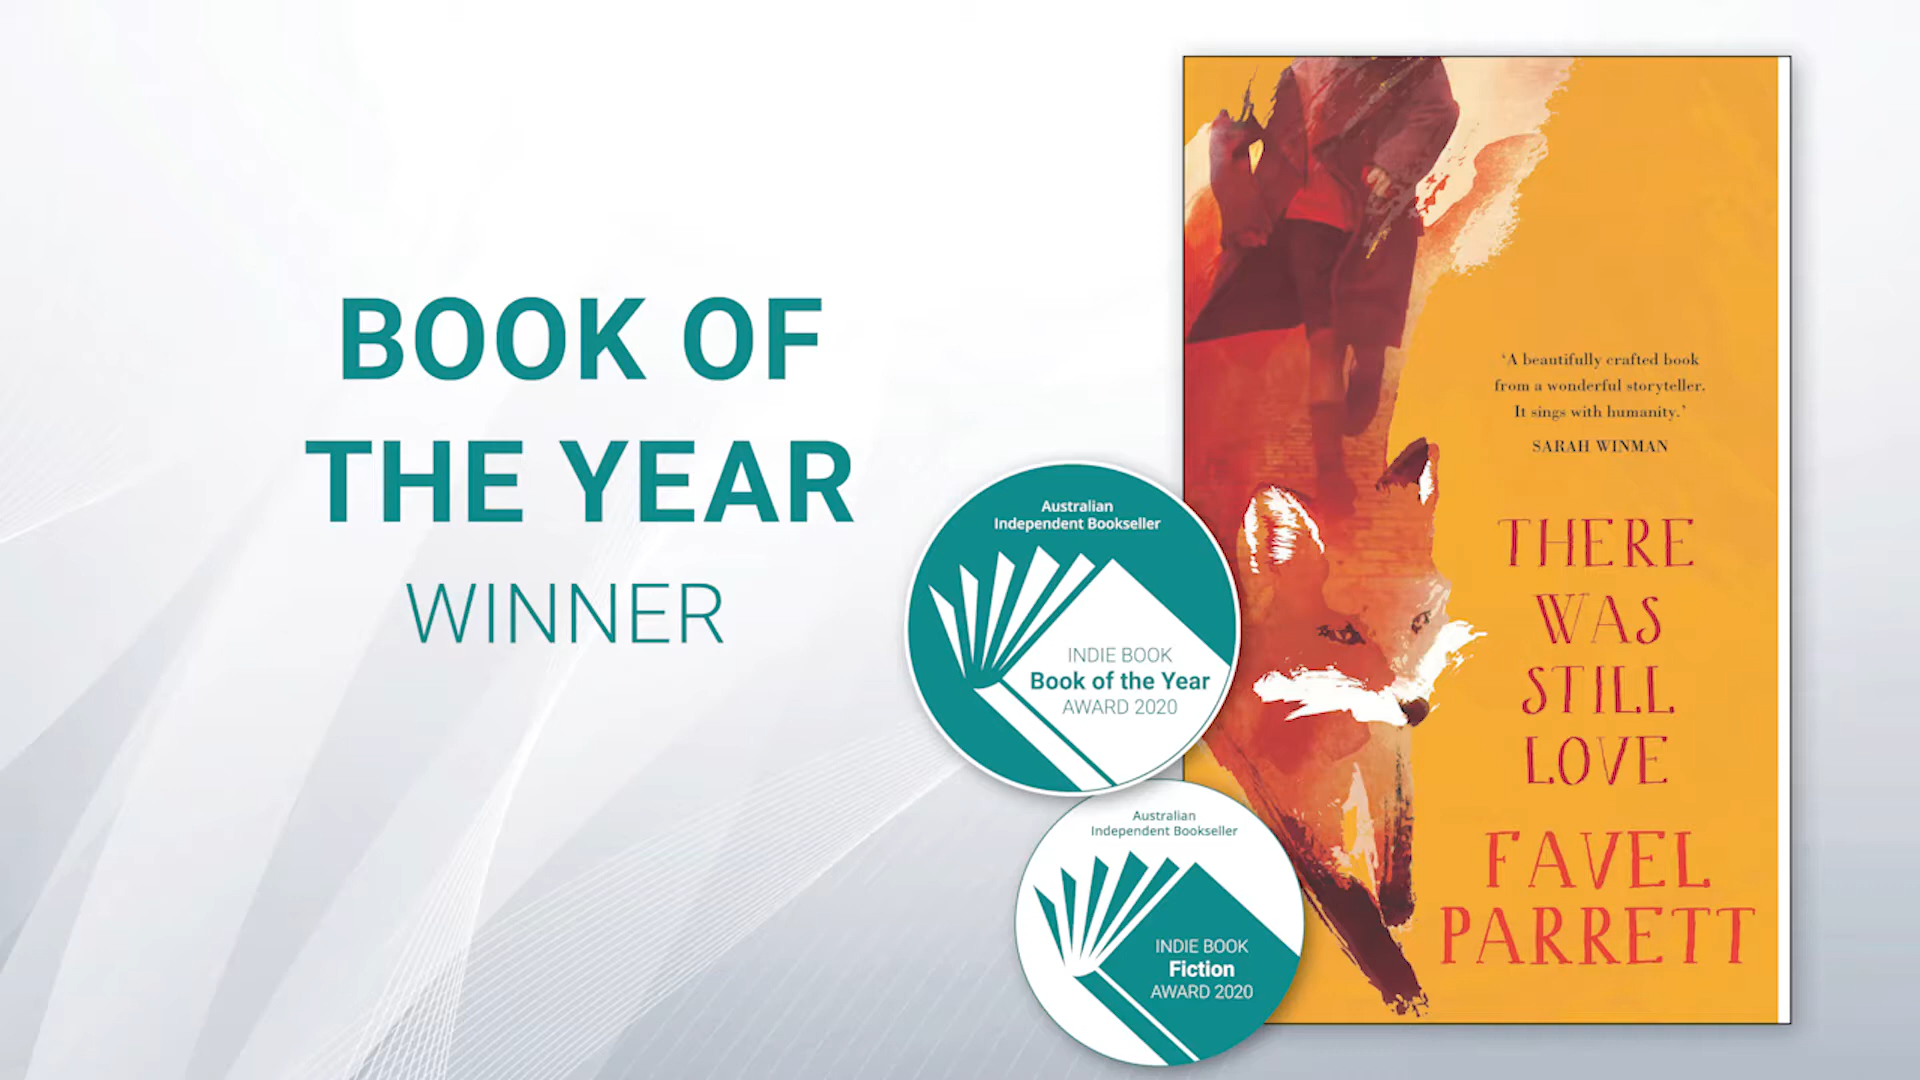 BOOK OF
THE YEAR
WINNER
Australian
Independent Bookseller
INDIE BOOK
Book of the Year
AWARD 2020
Australian
Independent Bookseller
INDIE BOOK
Fiction
AWARD 2020
‘A beautifully crafted book
from a wonderful storyteller.
It sings with humanity.’
SARAH WINMAN
THERE
WAS
STILL
LOVE
FAVEL
PARRETT